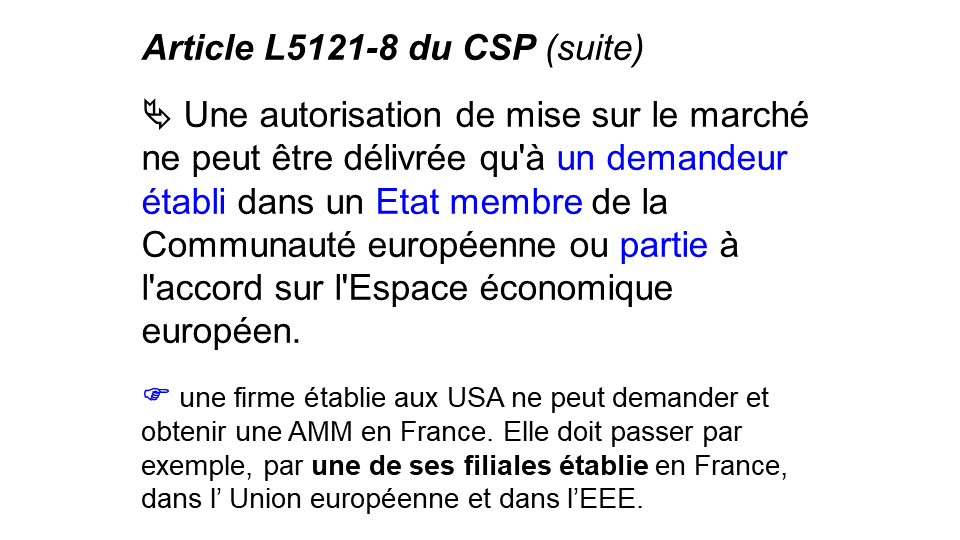 Article L5121-8 du CSP (suite)
⮱ Une autorisation de mise sur le marché
ne peut être délivrée qu'à un demandeur
établi dans un Etat membre de la
Communauté européenne ou partie à
l'accord sur l'Espace économique
européen.
☞ une firme établie aux USA ne peut demander et
obtenir une AMM en France. Elle doit passer par
exemple, par une de ses filiales établie en France,
dans l’ Union européenne et dans l’EEE.